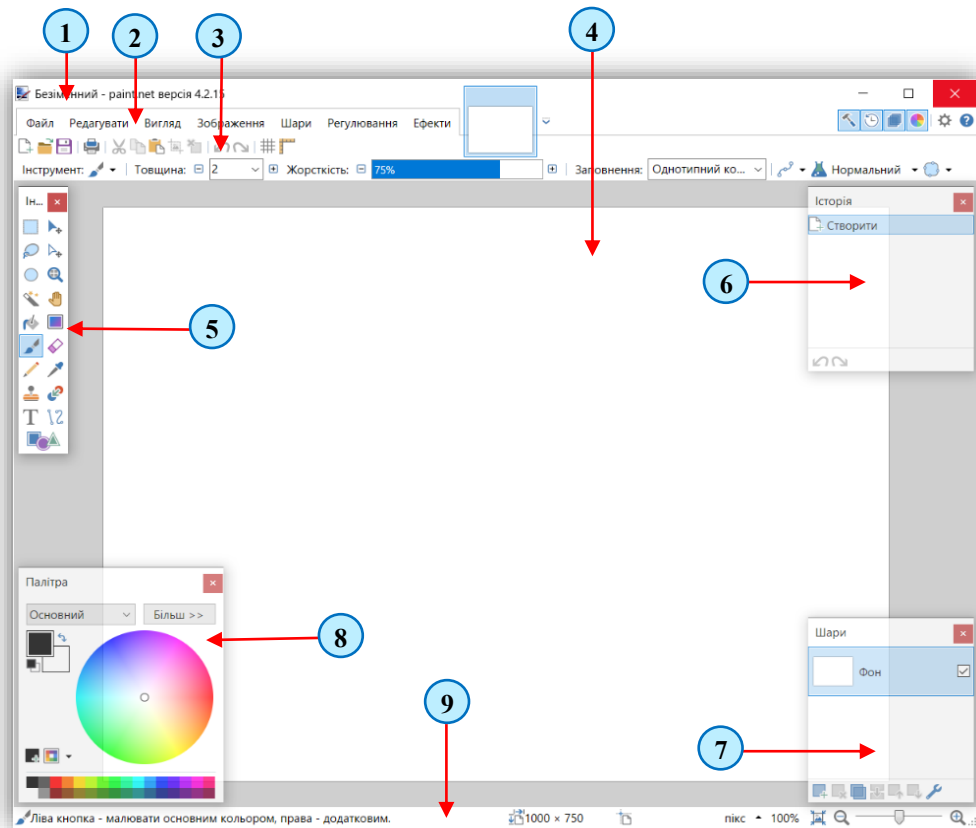 1 2 3 4
Безіменний - paint.net версія 4.2.15
Файл Редагувати Вигляд Зображення Шари Регулювання Ефекти
Інструмент: Товщина: 2 Жорсткість: 75% Заповнення: Однотипний ко... Нормальний
Ін...
Історія
Створити
6
5
T
Палітра
Основний Більш >>
8
Шари
Фон
9
7
Ліва кнопка - малювати основним кольором, права - додатковим. 1000 × 750 пікс 100%